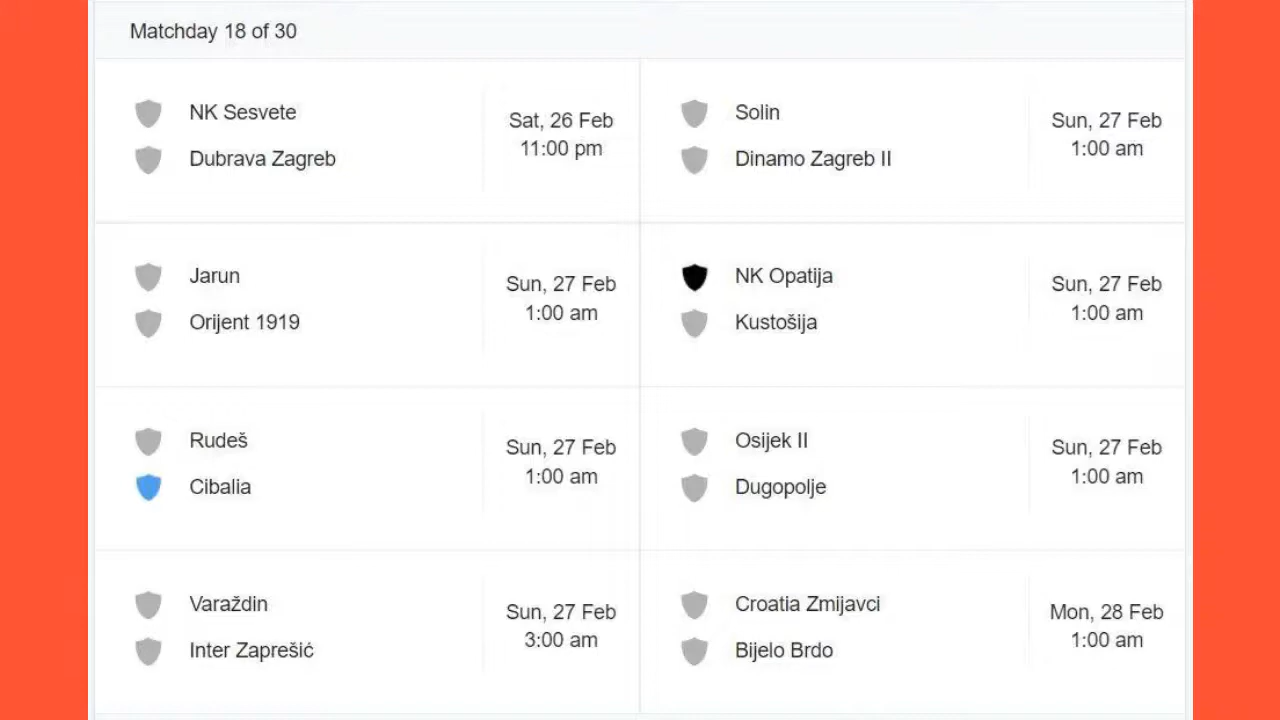 Matchday 18 of 30
NK Sesvete
Dubrava Zagreb
Sat, 26 Feb
11:00 pm
Solin
Dinamo Zagreb II
Sun, 27 Feb
1:00 am
Jarun
Orijent 1919
Sun, 27 Feb
1:00 am
NK Opatija
Kustošija
Sun, 27 Feb
1:00 am
Rudeš
Cibalia
Sun, 27 Feb
1:00 am
Osijek II
Dugopolje
Sun, 27 Feb
1:00 am
Varaždin
Inter Zaprešić
Sun, 27 Feb
3:00 am
Croatia Zmijavci
Bijelo Brdo
Mon, 28 Feb
1:00 am